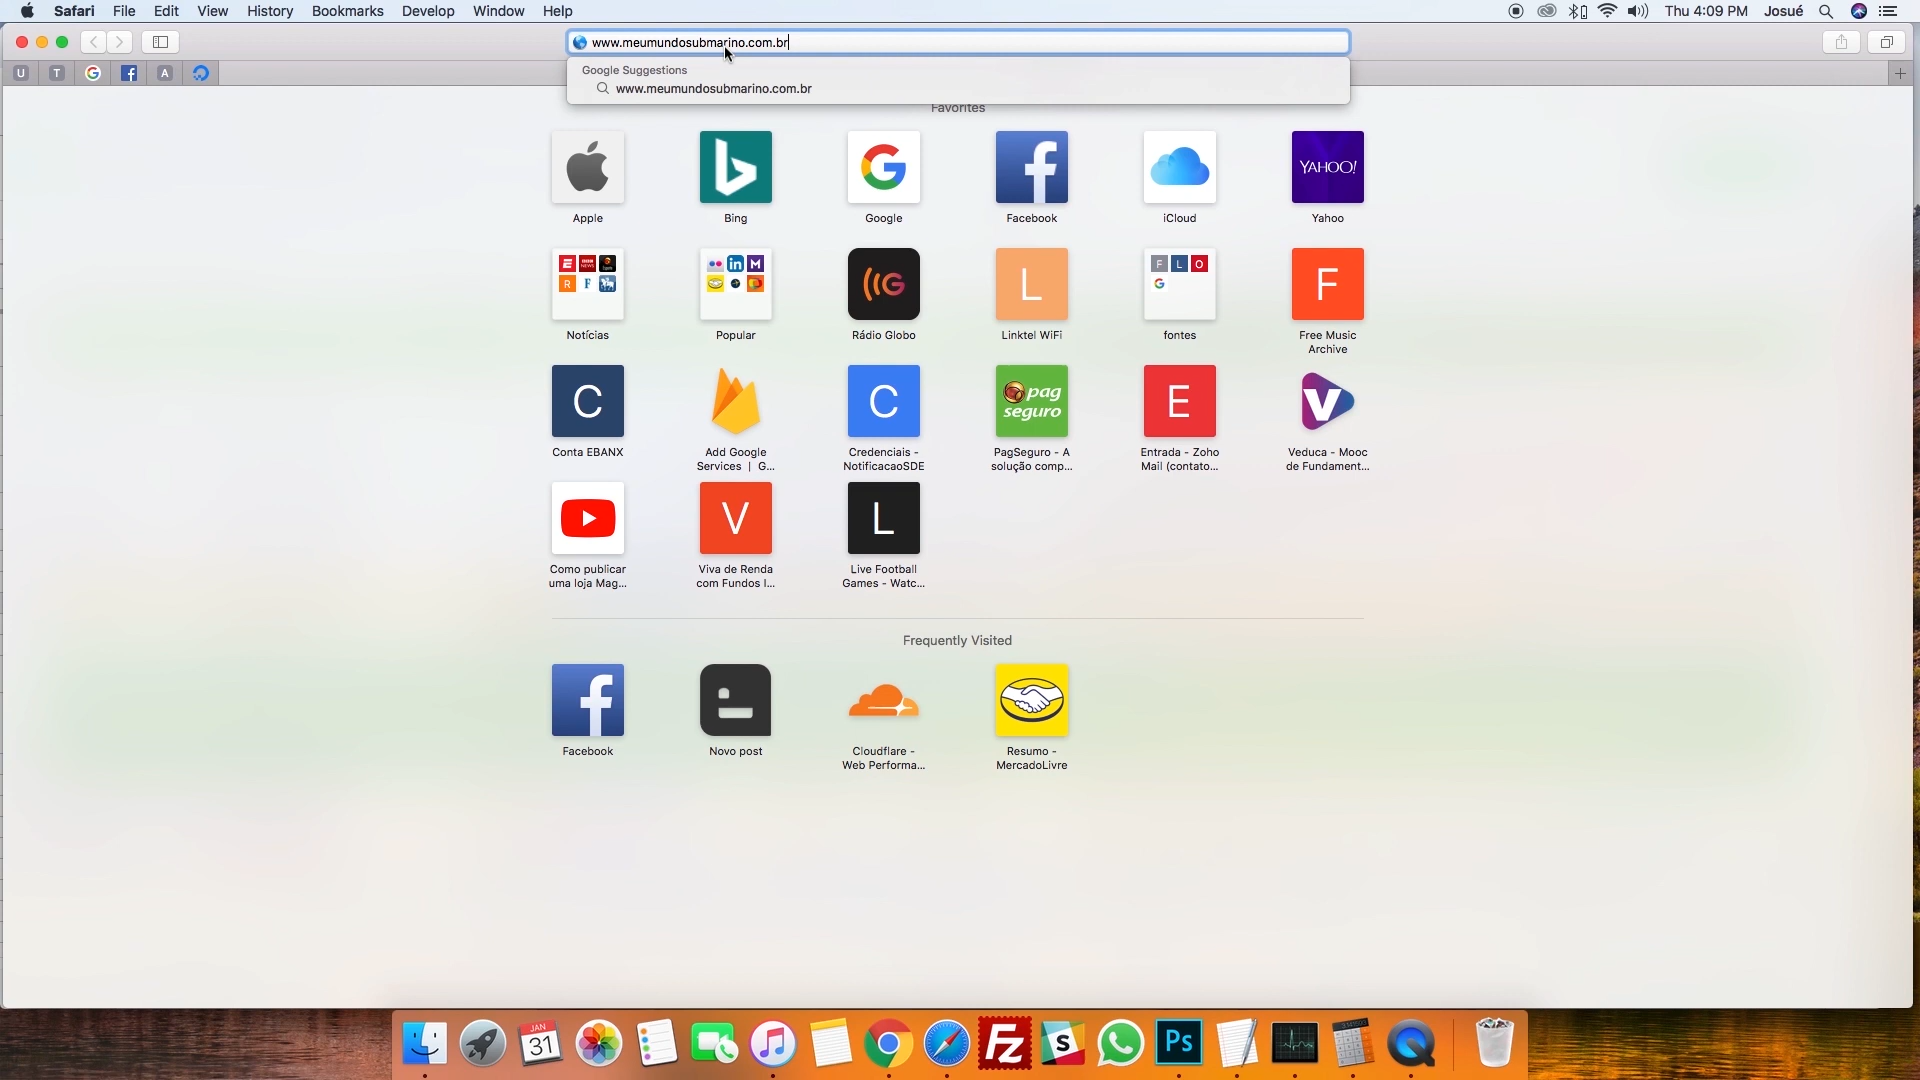 Safari File Edit View History Bookmarks Develop Window Help Thu 4:09 PM Josué
www.meumundosubmarino.com.br
U T G f A
Google Suggestions
www.meumundosubmarino.com.br
Favorites
YAHOO!
Apple Bing Google Facebook iCloud Yahoo
E in M F L O
R F G
L F
Notícias Popular Rádio Globo Linktel WiFi fontes Free Music
Archive
C C pag E V
seguro
Conta EBANX Add Google Credenciais - PagSeguro - A Entrada - Zoho Veduca - Mooc
Services | G... NotificacaoSDE solução comp... Mail (contato... de Fundament...
V L
Como publicar Viva de Renda Live Football
uma loja Mag... com Fundos I... Games - Watc...
Frequently Visited
Facebook Novo post Cloudflare - Resumo -
Web Performa... MercadoLivre
JAN
31 Fz S Ps